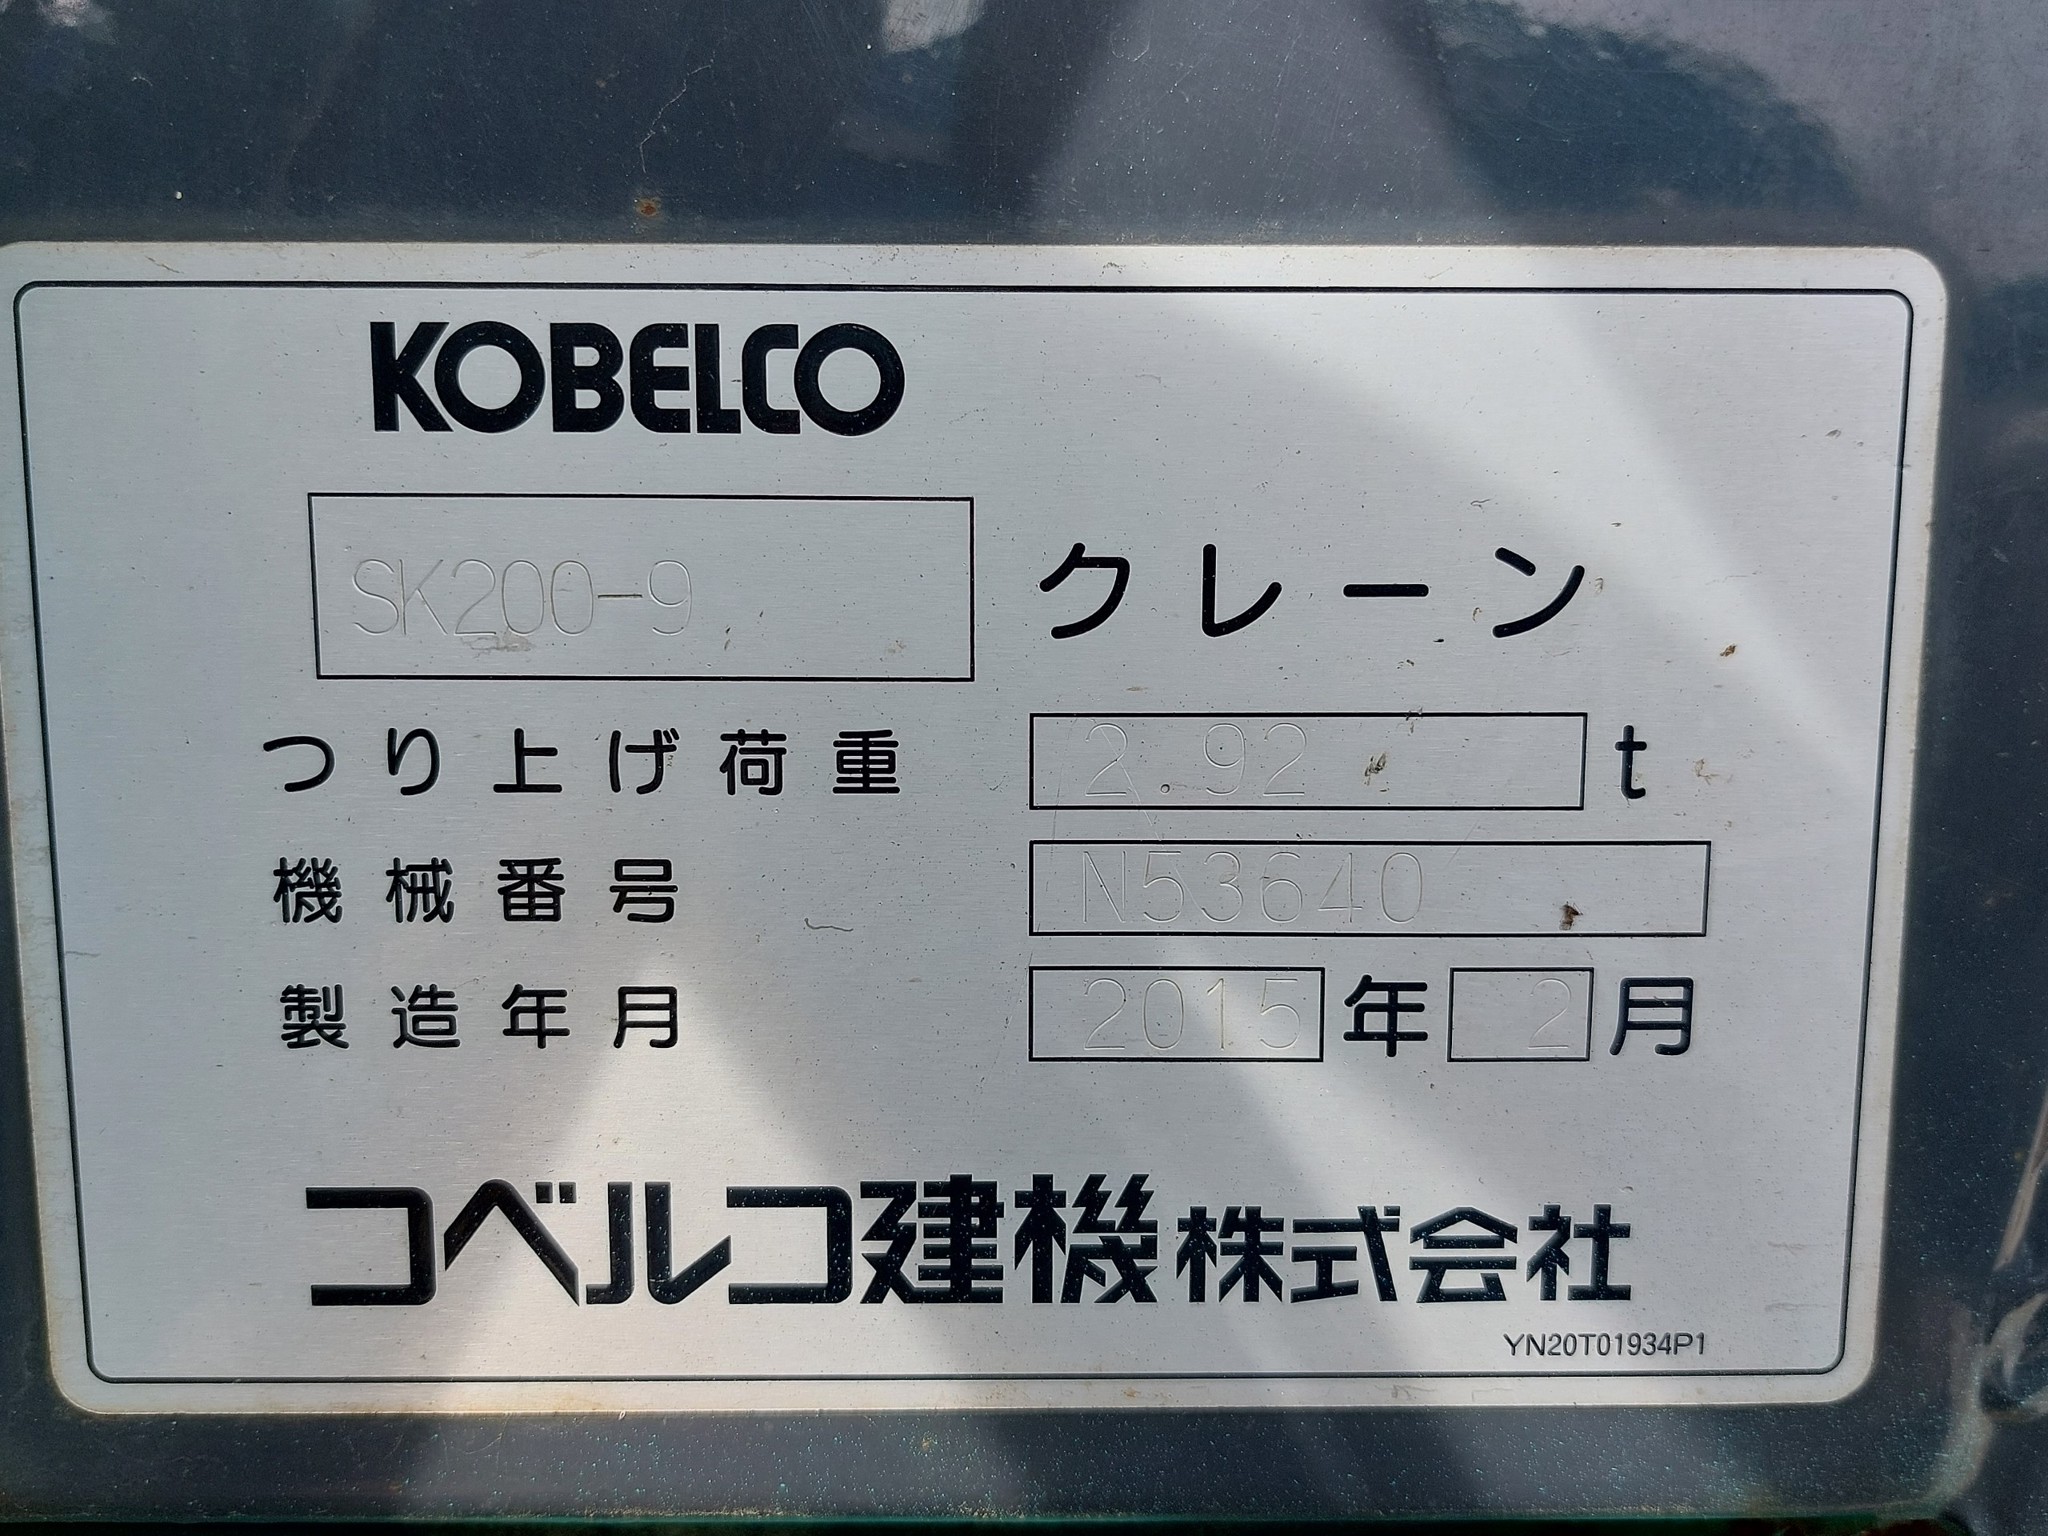 KOBELCO
SK200-9 クレーン
つり上げ荷重 2.92 t
機械番号 N53640
製造年月 2015 年 2 月
コベルコ建機株式会社
YN20T01934P1